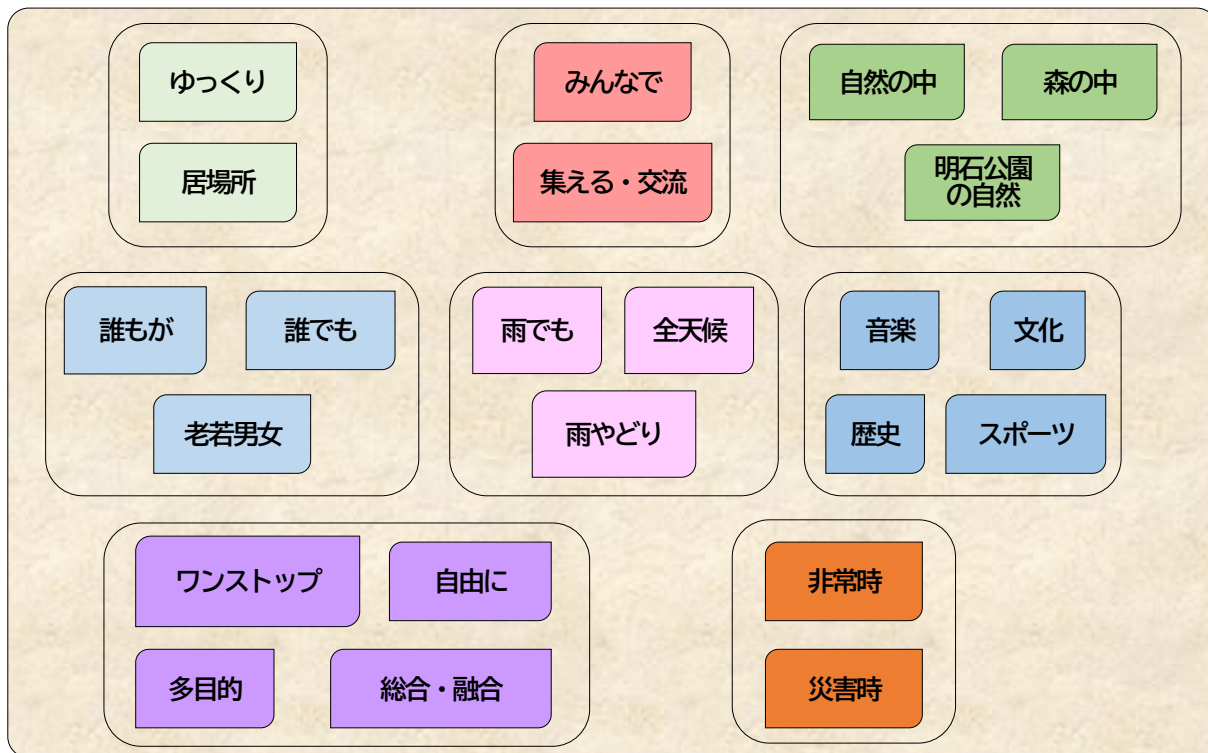 ゆっくり
居場所
みんなで
集える・交流
自然の中
森の中
明石公園
の自然
誰もが
誰でも
老若男女
雨でも
全天候
雨やどり
音楽
文化
歴史
スポーツ
ワンストップ
自由に
多目的
総合・融合
非常時
災害時